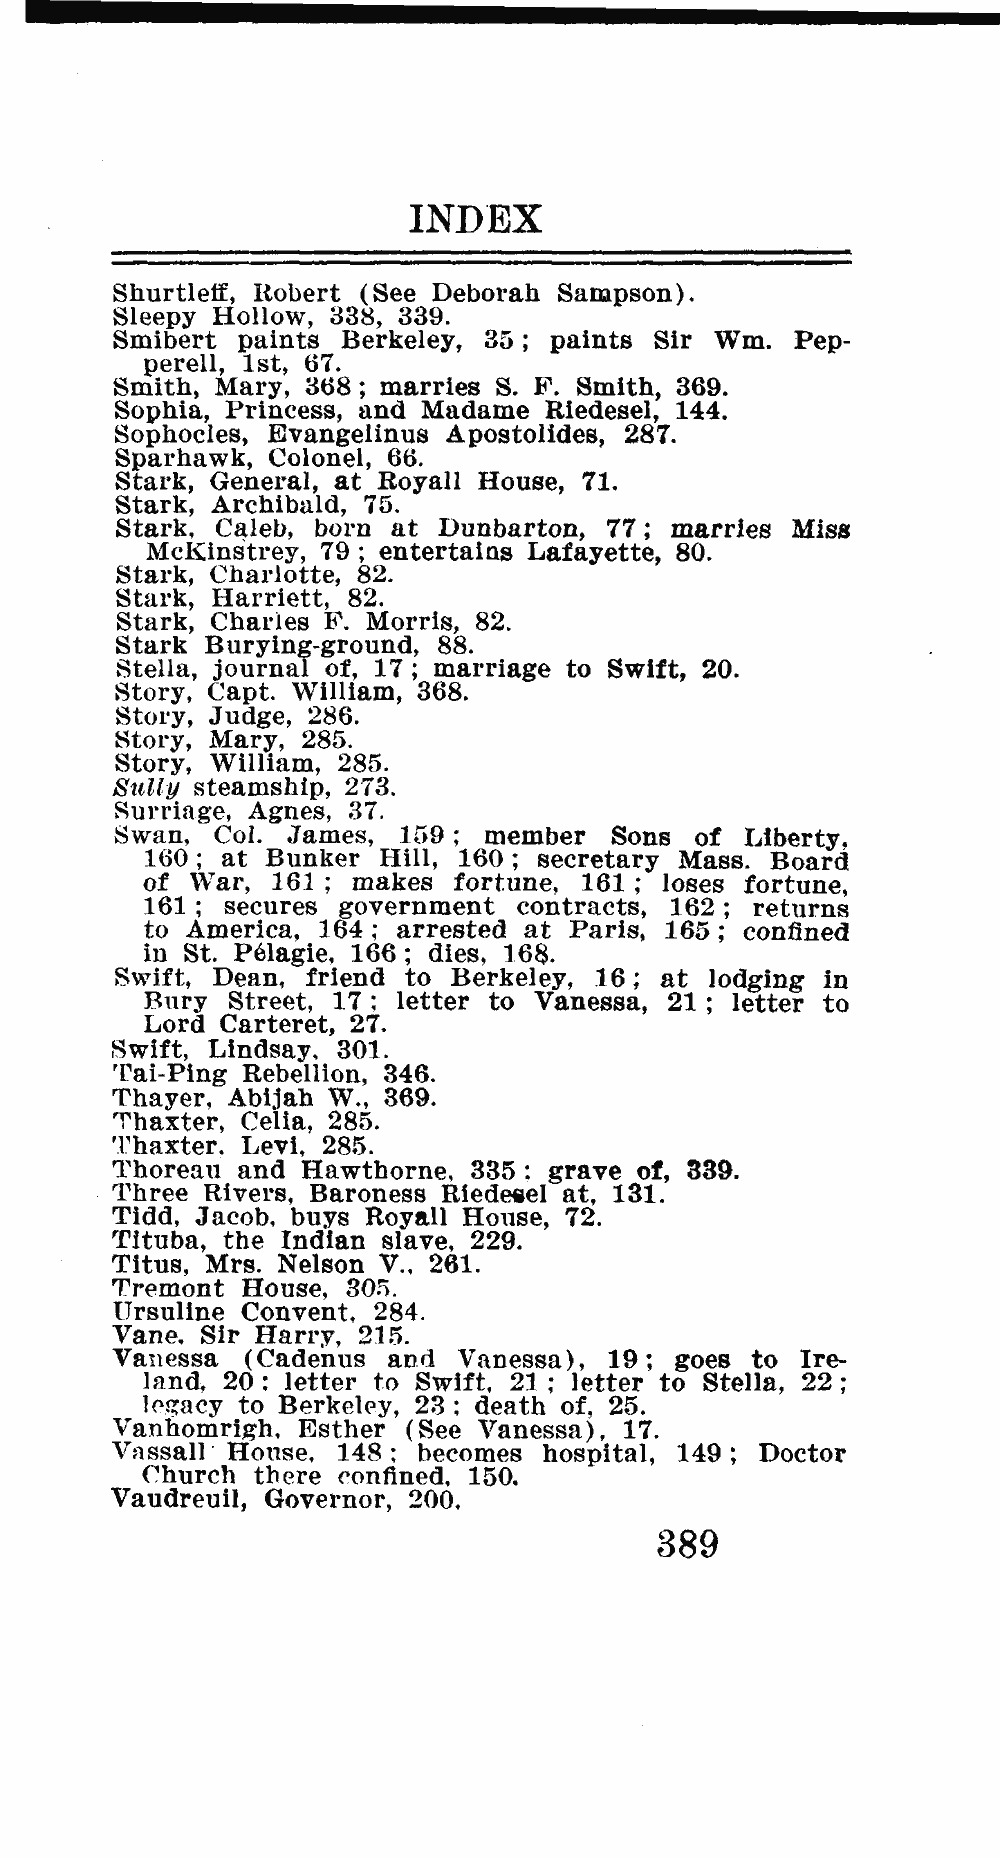 INDEX
Shurtleff, Robert (See Deborah Sampson).
Sleepy Hollow, 338, 339.
Smibert paints Berkeley, 35; paints Sir Wm. Pep-
perell, 1st, 67.
Smith, Mary, 368; marries S. F. Smith, 369.
Sophia, Princess, and Madame Riedesel, 144.
Sophocles, Evangelinus Apostolides, 287.
Sparhawk, Colonel, 66.
Stark, General, at Royall House, 71.
Stark, Archibald, 75.
Stark, Caleb, born at Dunbarton, 77; marries Miss
McKinstrey, 79; entertains Lafayette, 80.
Stark, Charlotte, 82.
Stark, Harriett, 82.
Stark, Charles F. Morris, 82.
Stark Burying-ground, 88.
Stella, journal of, 17; marriage to Swift, 20.
Story, Capt. William, 368.
Story, Judge, 286.
Story, Mary, 285.
Story, William, 285.
Sully steamship, 273.
Surriage, Agnes, 37.
Swan, Col. James, 159; member Sons of Liberty,
160; at Bunker Hill, 160; secretary Mass. Board
of War, 161; makes fortune, 161; loses fortune,
161; secures government contracts, 162; returns
to America, 164; arrested at Paris, 165; confined
in St. Pélagie, 166; dies, 168.
Swift, Dean, friend to Berkeley, 16; at lodging in
Bury Street, 17; letter to Vanessa, 21; letter to
Lord Carteret, 27.
Swift, Lindsay, 301.
Tai-Ping Rebellion, 346.
Thayer, Abijah W., 369.
Thaxter, Celia, 285.
Thaxter, Levi, 285.
Thoreau and Hawthorne, 335; grave of, 339.
Three Rivers, Baroness Riedesel at, 131.
Tidd, Jacob, buys Royall House, 72.
Tituba, the Indian slave, 229.
Titus, Mrs. Nelson V., 261.
Tremont House, 305.
Ursuline Convent, 284.
Vane, Sir Harry, 215.
Vanessa (Cadenus and Vanessa), 19; goes to Ire-
land, 20; letter to Swift, 21; letter to Stella, 22;
legacy to Berkeley, 23; death of, 25.
Vanhomrigh, Esther (See Vanessa), 17.
Vassall House, 148; becomes hospital, 149; Doctor
Church there confined, 150.
Vaudreuil, Governor, 200.
389